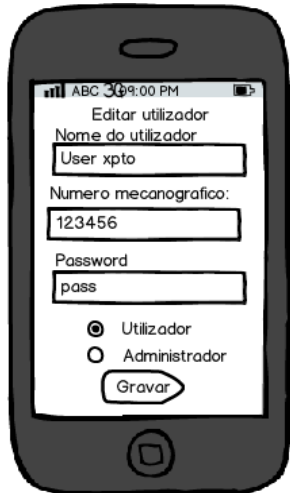 ABC 3G 09:00 PM
Editar utilizador
Nome do utilizador
User xpto
Numero mecanografico:
123456
Password
pass
Utilizador
Administrador
Gravar